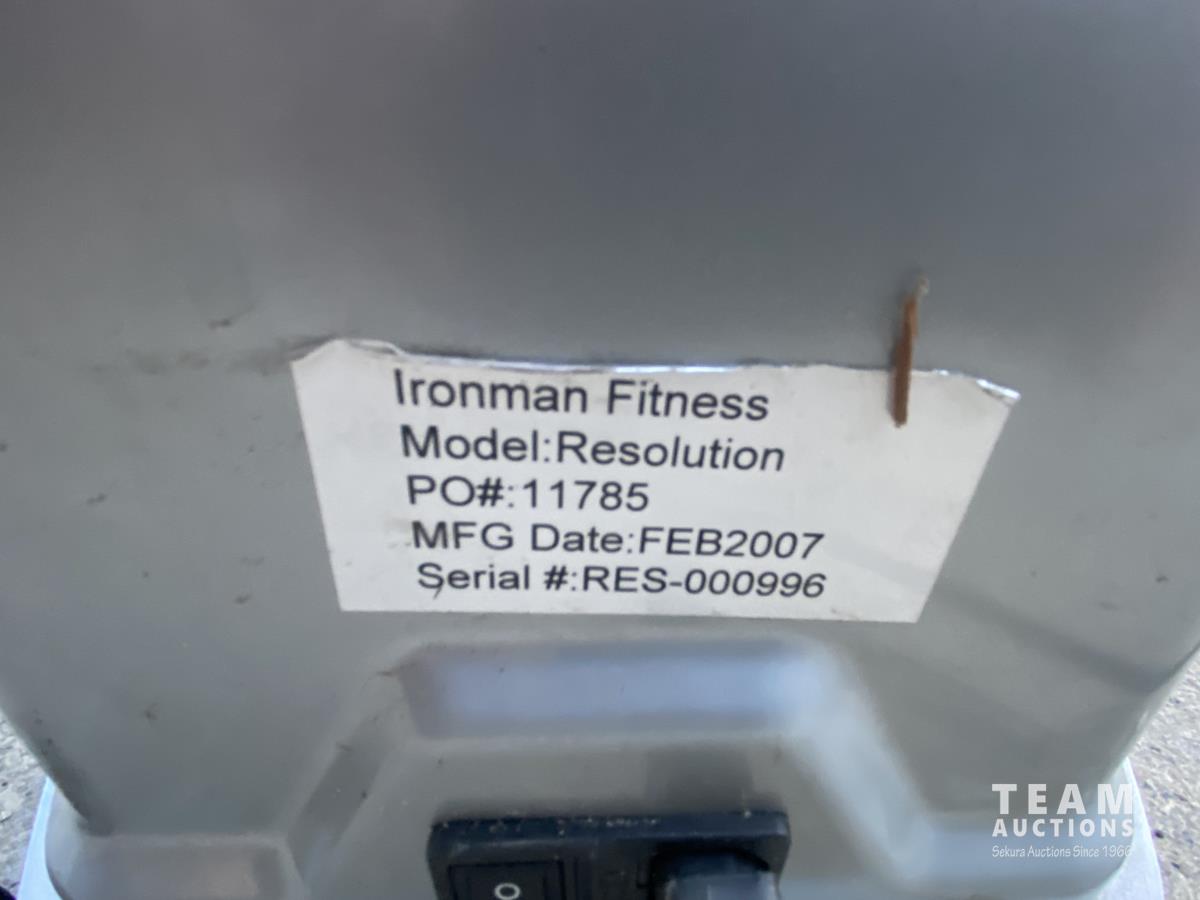 Ironman Fitness
Model:Resolution
PO#:11785
MFG Date:FEB2007
Serial #:RES-000996
O
TEAM
AUCTIONS
Sekura Auctions Since 1966